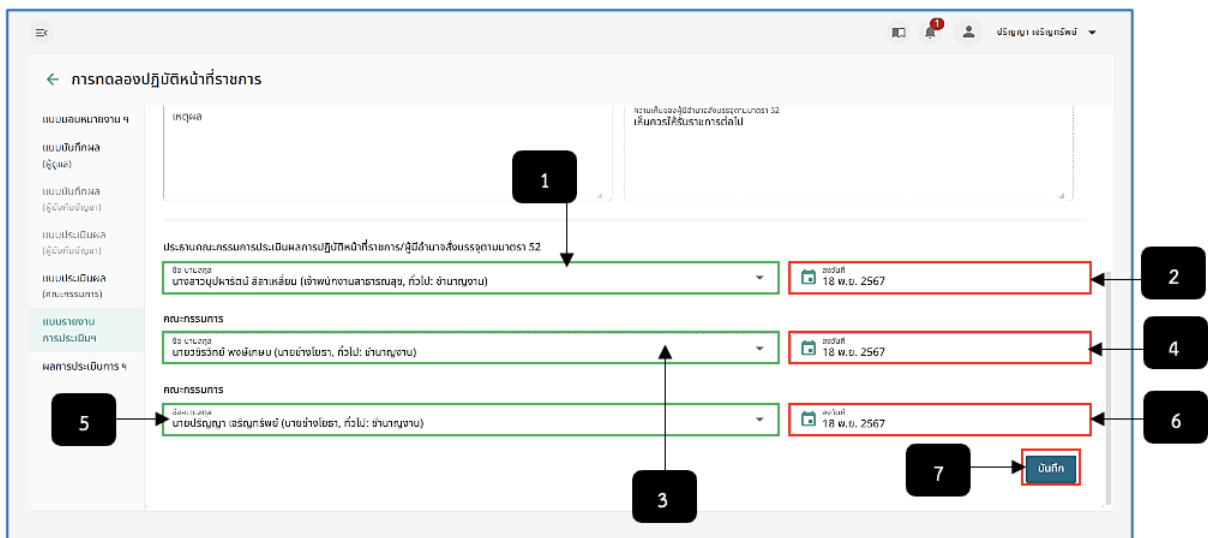 1
ปริญญา เจริญทรัพย์
การทดลองปฏิบัติหน้าที่ราชการ
แบบมอบหมายงาน ฯ
แบบบันทึกผล
(ผู้ดูแล)
แบบบันทึกผล
(ผู้บังคับบัญชา)
แบบประเมินผล
(ผู้บังคับบัญชา)
แบบประเมินผล
(คณะกรรมการ)
แบบรายงาน
การประเมินฯ
ผลการประเมินการ ฯ
เหตุผล
ความเห็นของผู้มีอำนาจสั่งบรรจุตามมาตรา 52
เห็นควรให้รับราชการต่อไป
1
ประธานคณะกรรมการประเมินผลการปฏิบัติหน้าที่ราชการ/ผู้มีอำนาจสั่งบรรจุตามมาตรา 52
ชื่อ-นามสกุล
นางสาวบุปผารัตน์ ลีลาเหลี่ยม (เจ้าพนักงานสาธารณสุข, ทั่วไป: ชำนาญงาน)
ลงวันที่
18 พ.ย. 2567
2
คณะกรรมการ
ชื่อ-นามสกุล
นายวชิรวิทย์ พงษ์เกษม (นายช่างโยธา, ทั่วไป: ชำนาญงาน)
ลงวันที่
18 พ.ย. 2567
4
คณะกรรมการ
ชื่อ-นามสกุล
นายปริญญา เจริญทรัพย์ (นายช่างโยธา, ทั่วไป: ชำนาญงาน)
ลงวันที่
18 พ.ย. 2567
5
6
3
7
บันทึก